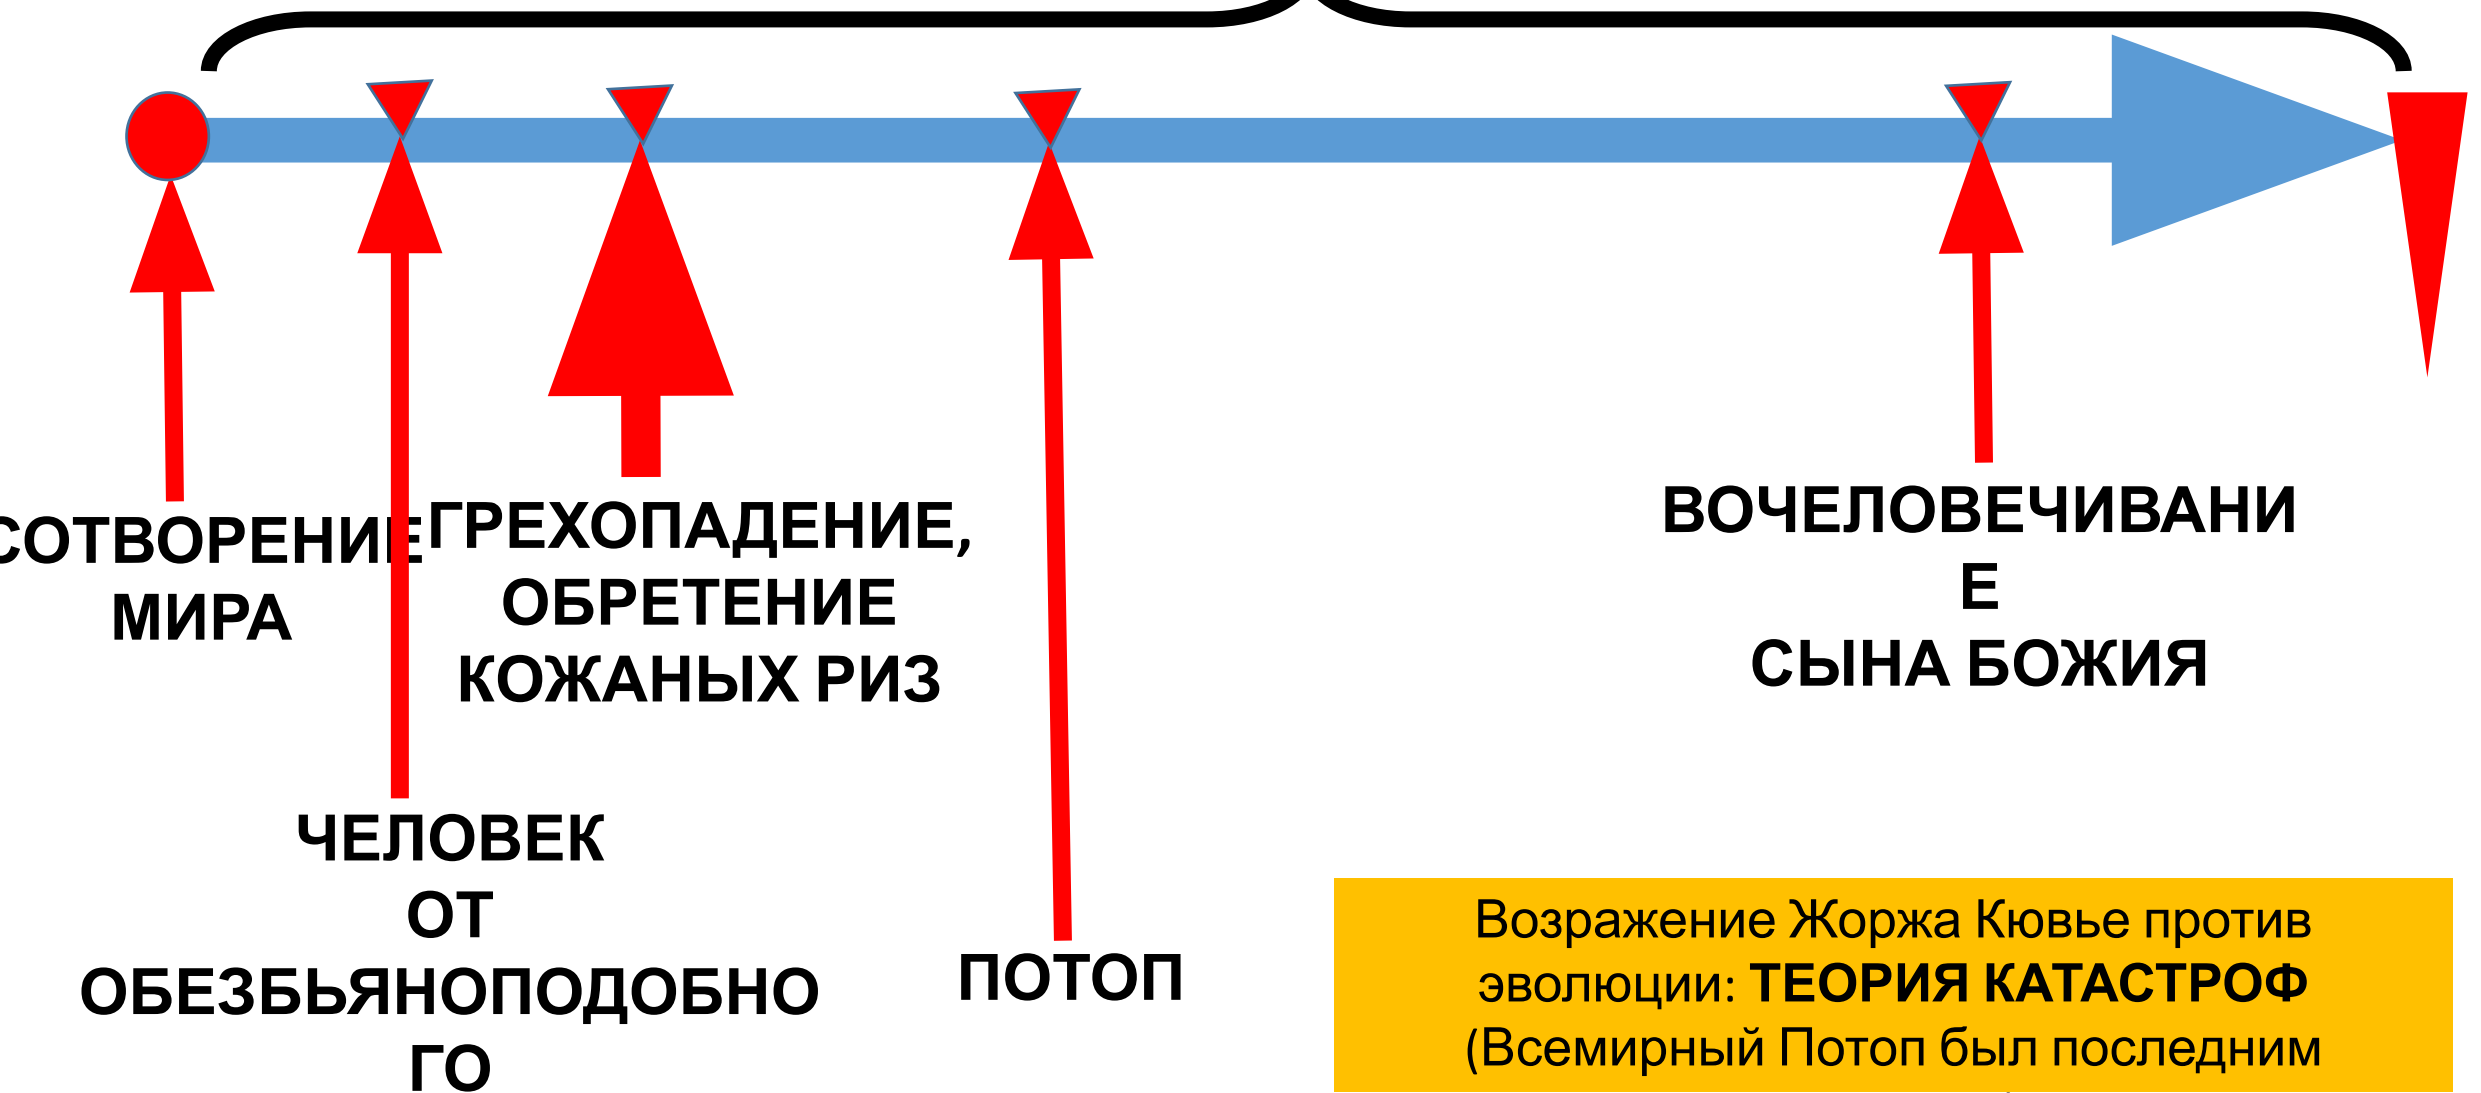 СОТВОРЕНИЕ
МИРА
ГРЕХОПАДЕНИЕ,
ОБРЕТЕНИЕ
КОЖАНЫХ РИЗ
ВОЧЕЛОВЕЧИВАНИ
Е
СЫНА БОЖИЯ
ЧЕЛОВЕК
ОТ
ОБЕЗБЬЯНОПОДОБНО
ГО
ПОТОП
Возражение Жоржа Кювье против
эволюции: ТЕОРИЯ КАТАСТРОФ
(Всемирный Потоп был последним